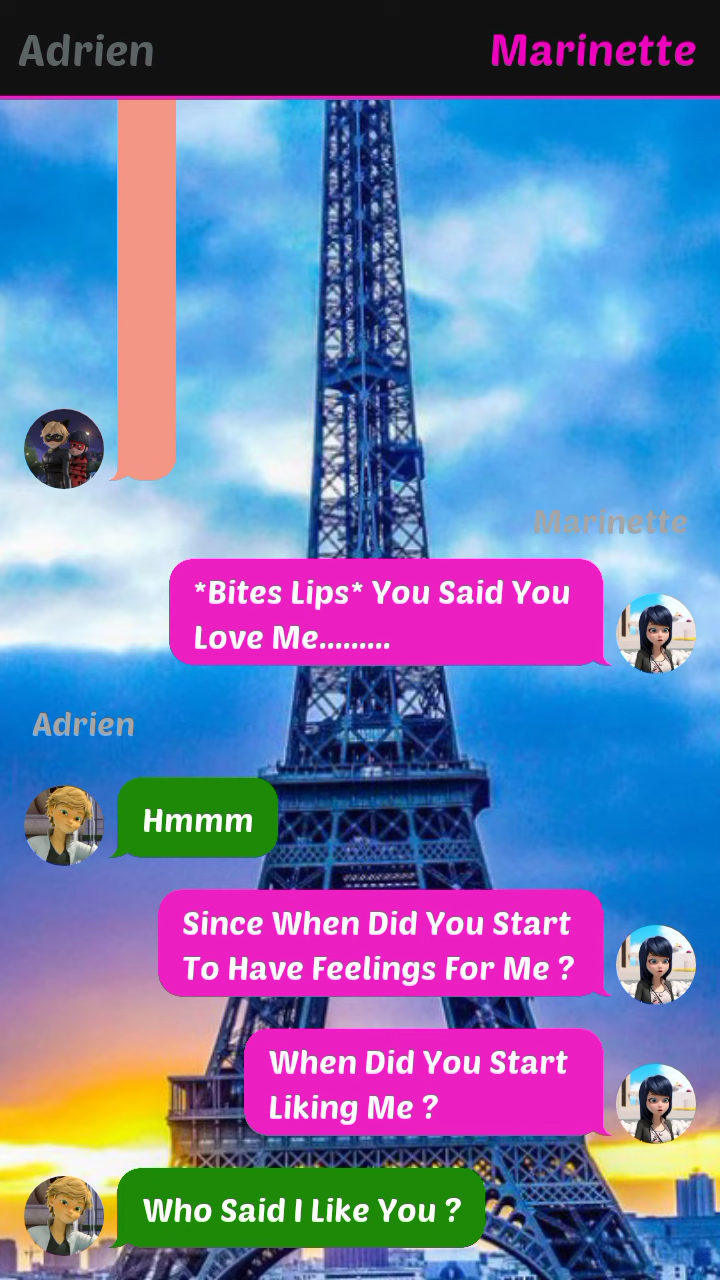 Adrien Marinette
Marinette
*Bites Lips* You Said You
Love Me.........
Adrien
Hmmm
Since When Did You Start
To Have Feelings For Me ?
When Did You Start
Liking Me ?
Who Said I Like You ?